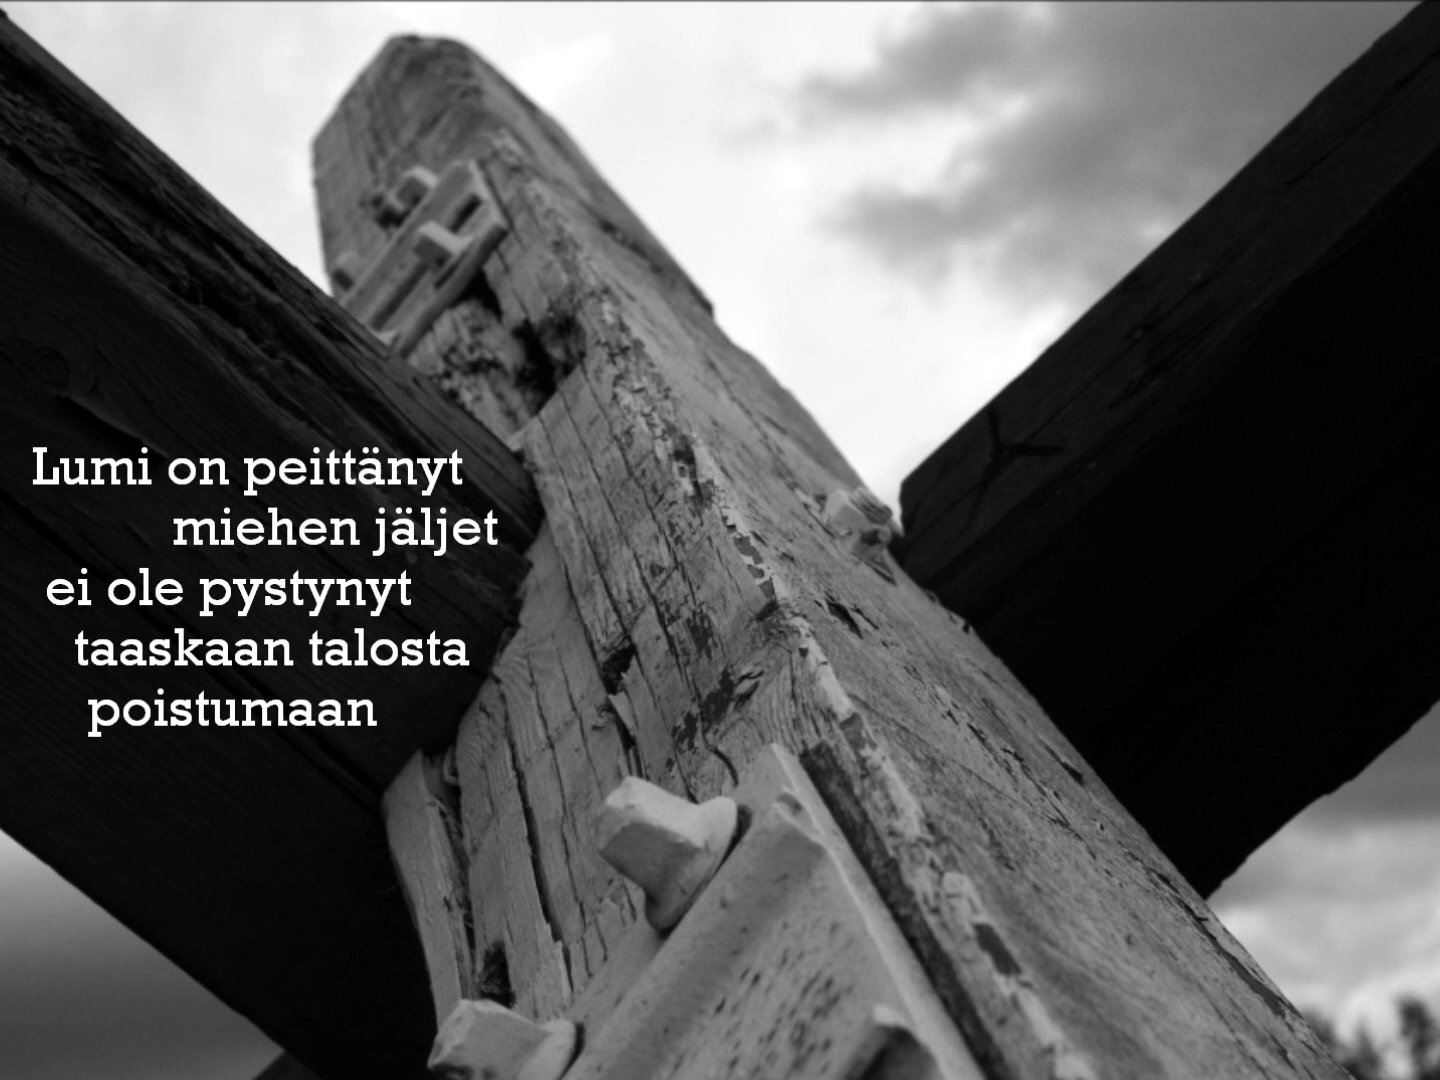 Lumi on peittänyt
miehen jäljet
ei ole pystynyt
taaskaan talosta
poistumaan